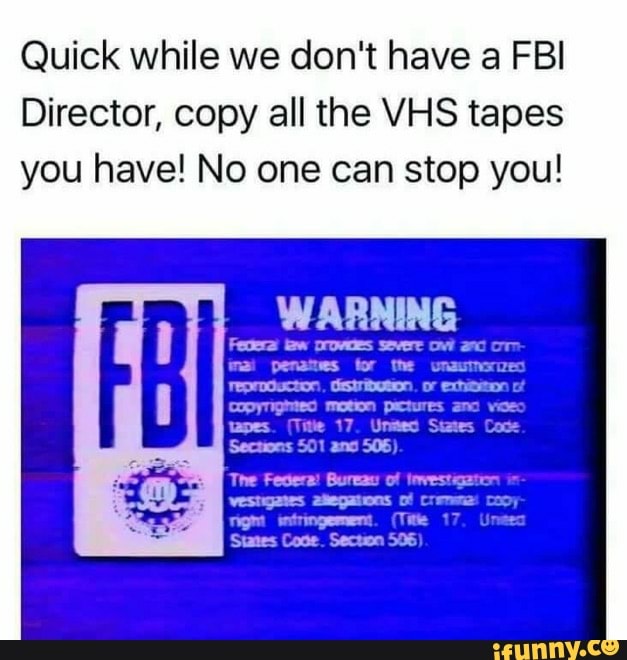 Quick while we don't have a FBI
Director, copy all the VHS tapes
you have! No one can stop you!
FBI
WARNING
Federal law provides severe civil and crim-
inal penalties for the unauthorized
reproduction, distribution, or exhibition of
copyrighted motion pictures and video
tapes. (Title 17, United States Code,
Sections 501 and 506).
The Federal Bureau of Investigation in-
vestigates allegations of criminal copy-
right infringement. (Title 17, United
States Code, Section 506).
ifunny.co